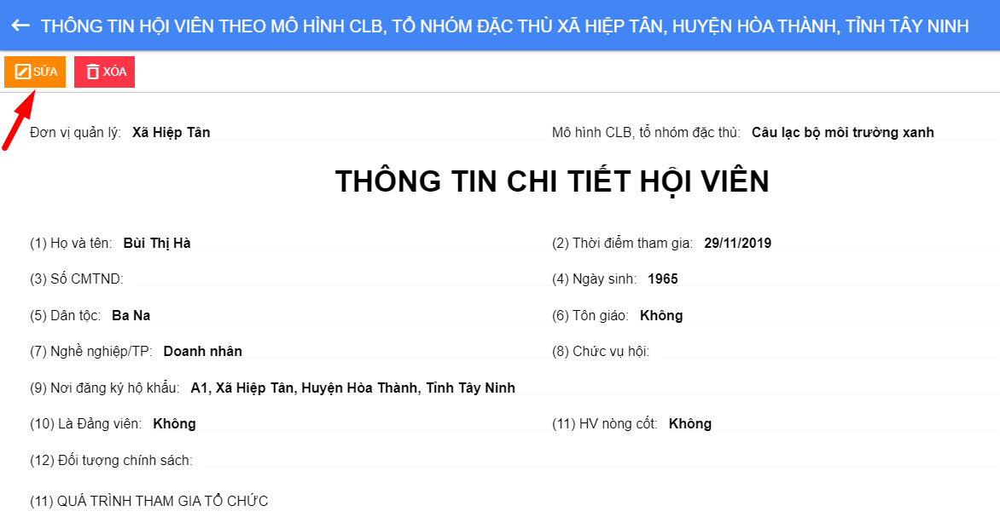 THÔNG TIN HỘI VIÊN THEO MÔ HÌNH CLB, TỔ NHÓM ĐẶC THÙ XÃ HIỆP TÂN, HUYỆN HÒA THÀNH, TỈNH TÂY NINH
SỬA XÓA
Đơn vị quản lý: Xã Hiệp Tân Mô hình CLB, tổ nhóm đặc thù: Câu lạc bộ môi trường xanh
THÔNG TIN CHI TIẾT HỘI VIÊN
(1) Họ và tên: Bùi Thị Hà (2) Thời điểm tham gia: 29/11/2019
(3) Số CMTND: (4) Ngày sinh: 1965
(5) Dân tộc: Ba Na (6) Tôn giáo: Không
(7) Nghề nghiệp/TP: Doanh nhân (8) Chức vụ hội:
(9) Nơi đăng ký hộ khẩu: A1, Xã Hiệp Tân, Huyện Hòa Thành, Tỉnh Tây Ninh
(10) Là Đảng viên: Không (11) HV nòng cốt: Không
(12) Đối tượng chính sách:
(11) QUÁ TRÌNH THAM GIA TỔ CHỨC